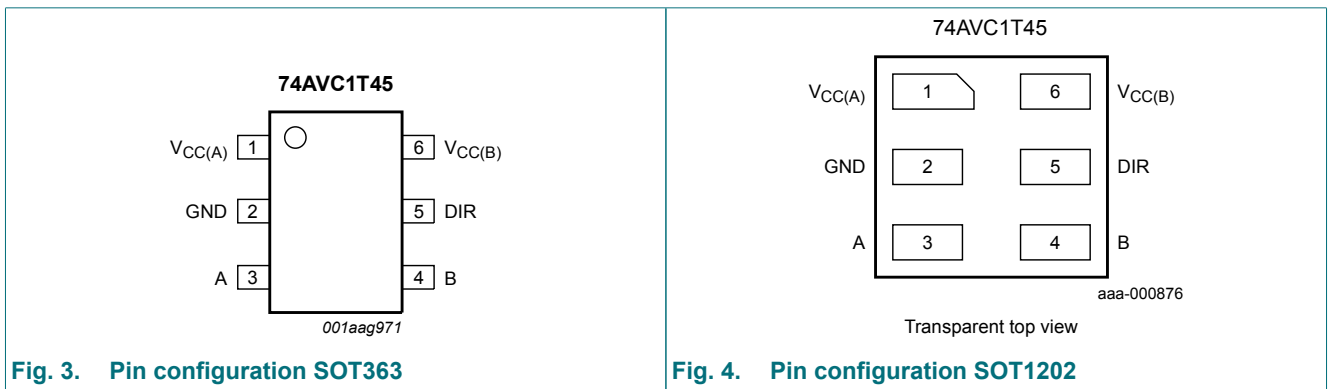 74AVC1T45
VCC(A) 1 6 VCC(B)
GND 2 5 DIR
A 3 4 B
001aag971
Fig. 3. Pin configuration SOT363
74AVC1T45
VCC(A) 1 6 VCC(B)
GND 2 5 DIR
A 3 4 B
aaa-000876
Transparent top view
Fig. 4. Pin configuration SOT1202